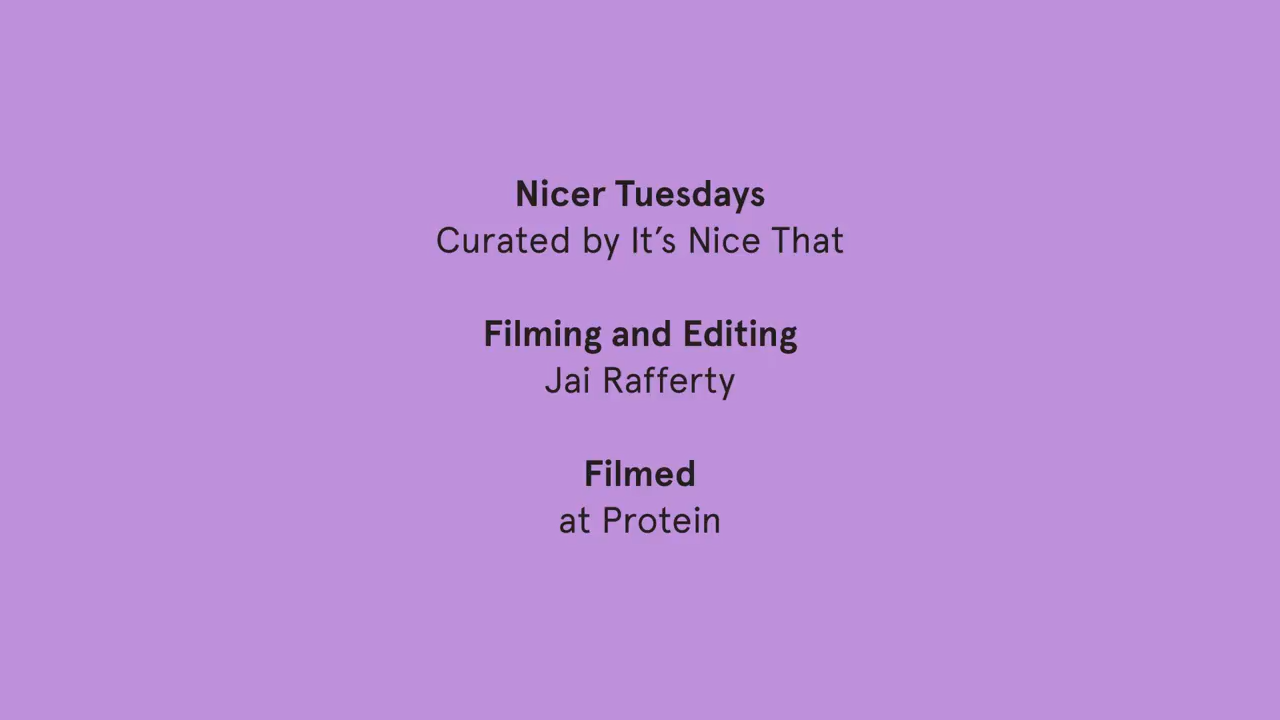 Nicer Tuesdays
Curated by It’s Nice That
Filming and Editing
Jai Rafferty
Filmed
at Protein